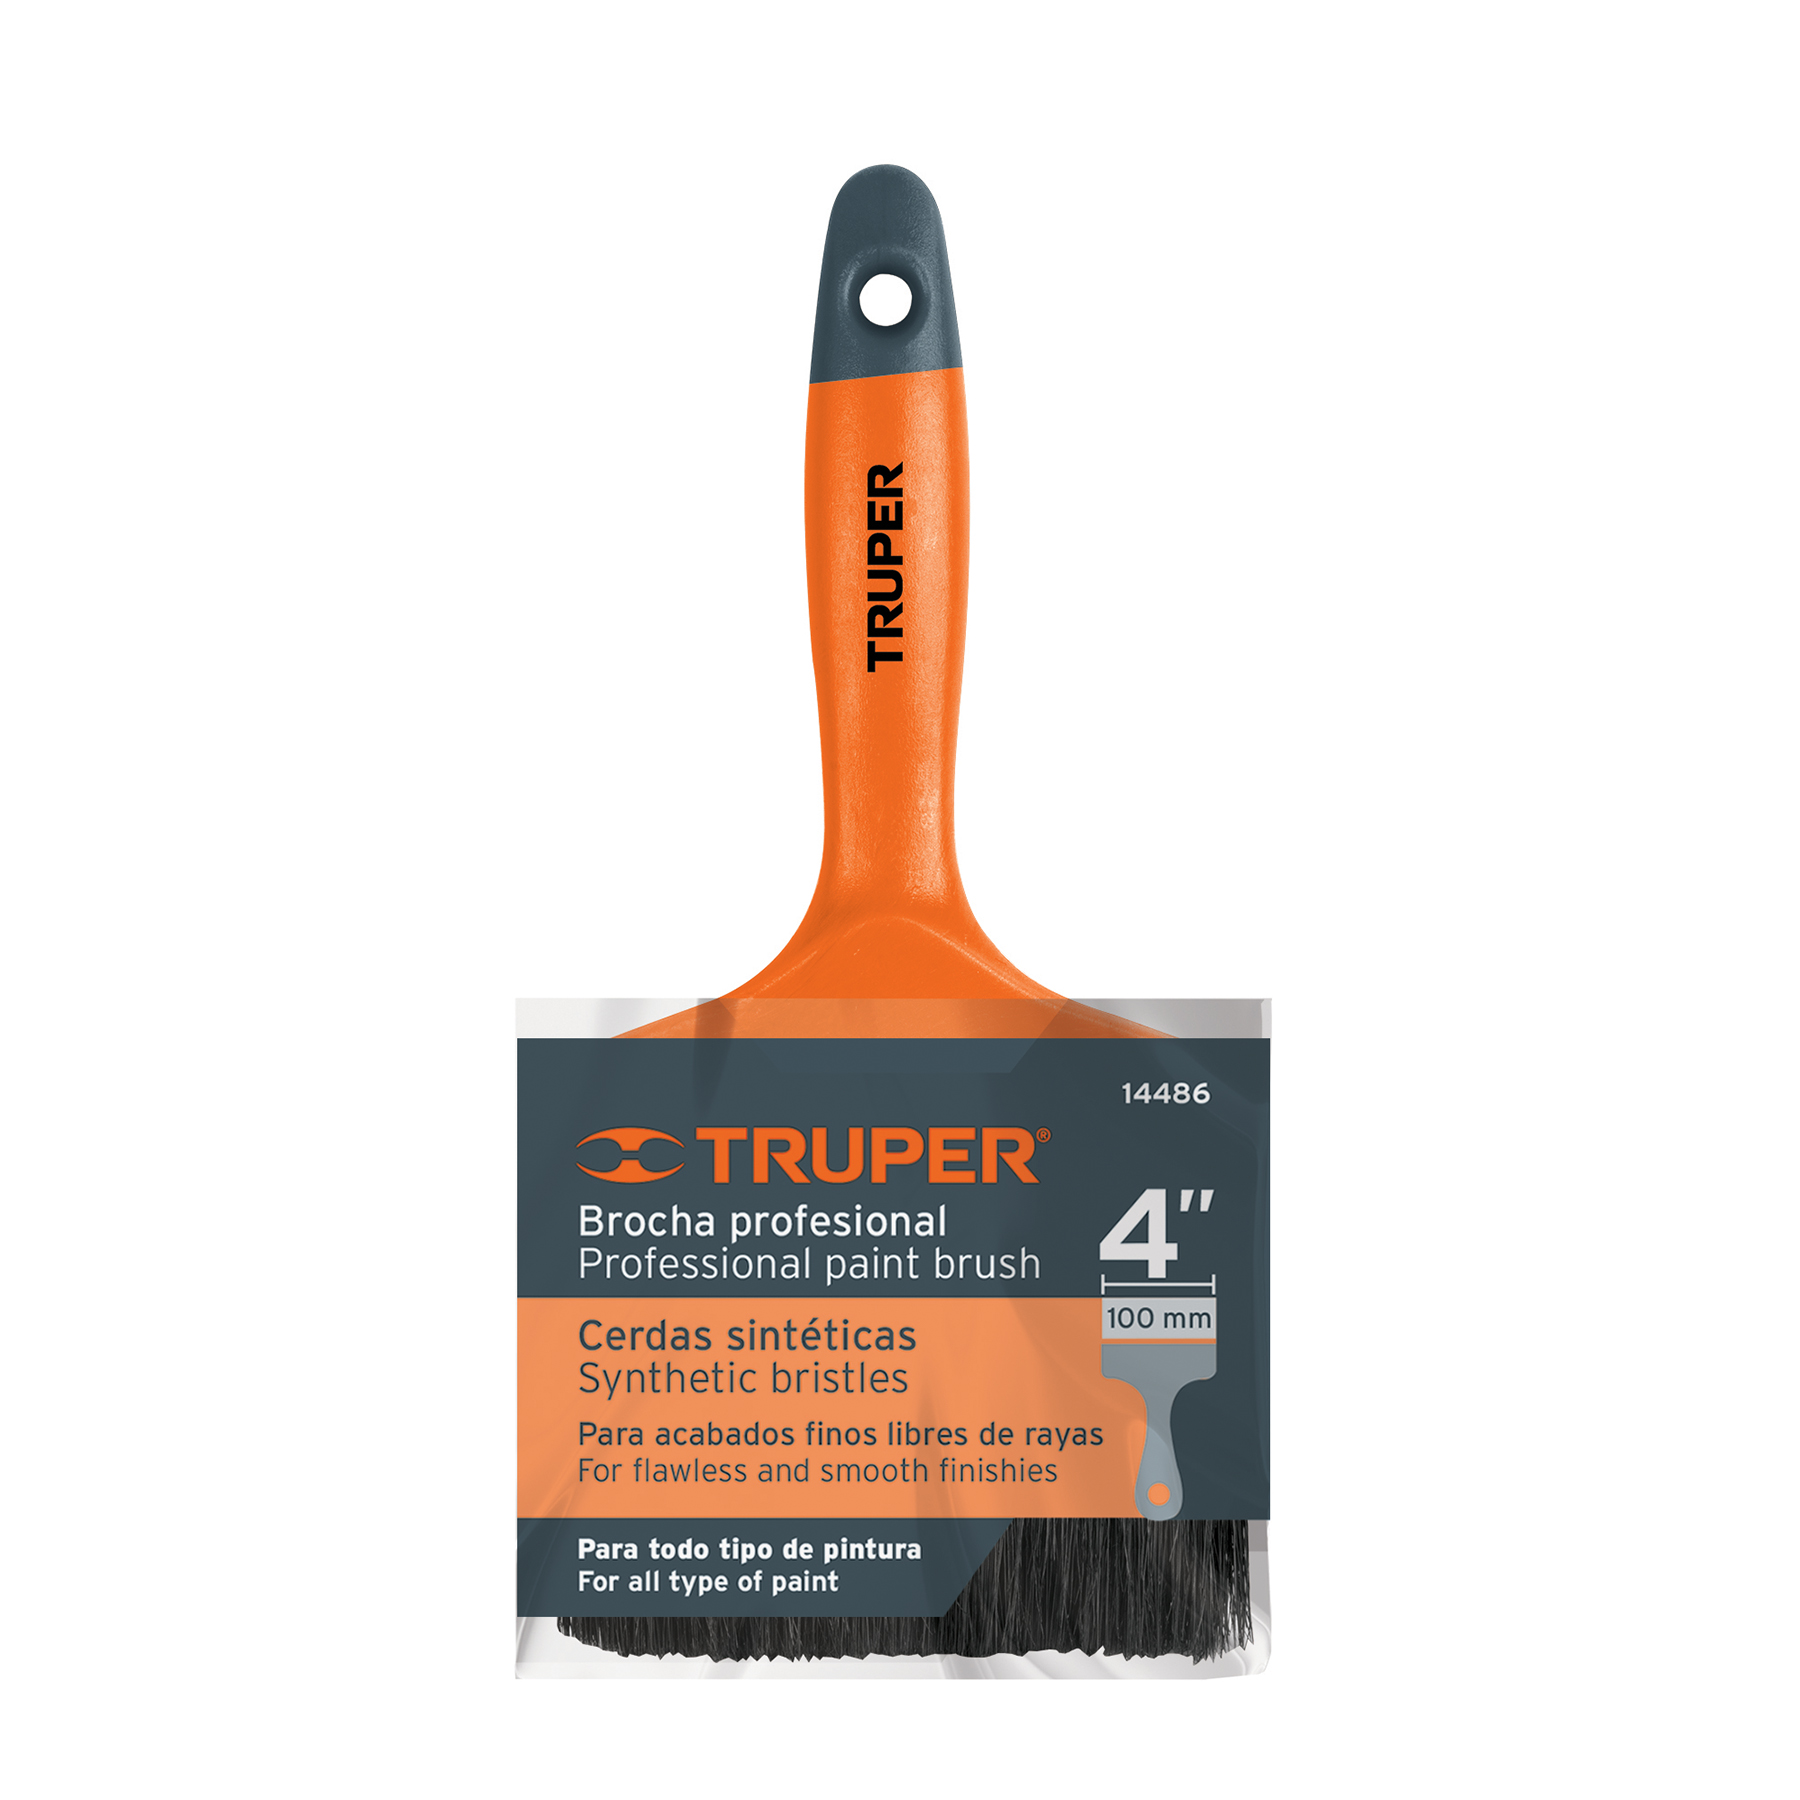 TRUPER
14486
TRUPER®
Brocha profesional
Professional paint brush
4"
100 mm
Cerdas sintéticas
Synthetic bristles
Para acabados finos libres de rayas
For flawless and smooth finishies
Para todo tipo de pintura
For all type of paint